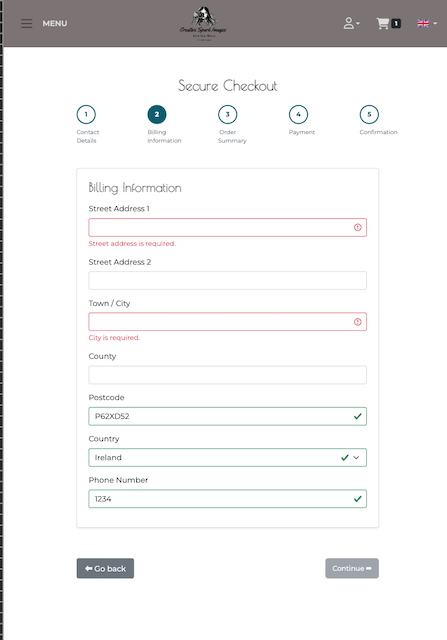 MENU
Creative Spark Images
1
Secure Checkout
1
2
3
4
5
Contact Details
Billing Information
Order Summary
Payment
Confirmation
Billing Information
Street Address 1
Street address is required.
Street Address 2
Town / City
City is required.
County
Postcode
P62XD52
Country
Ireland
Phone Number
1234
Go back
Continue